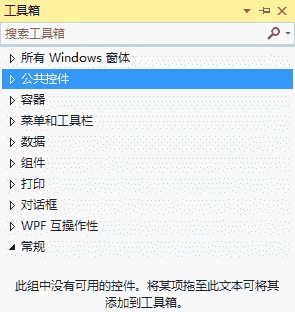 工具箱
搜索工具箱
所有 Windows 窗体
公共控件
容器
菜单和工具栏
数据
组件
打印
对话框
WPF 互操作性
常规
此组中没有可用的控件。将某项拖至此文本可将其
添加到工具箱。